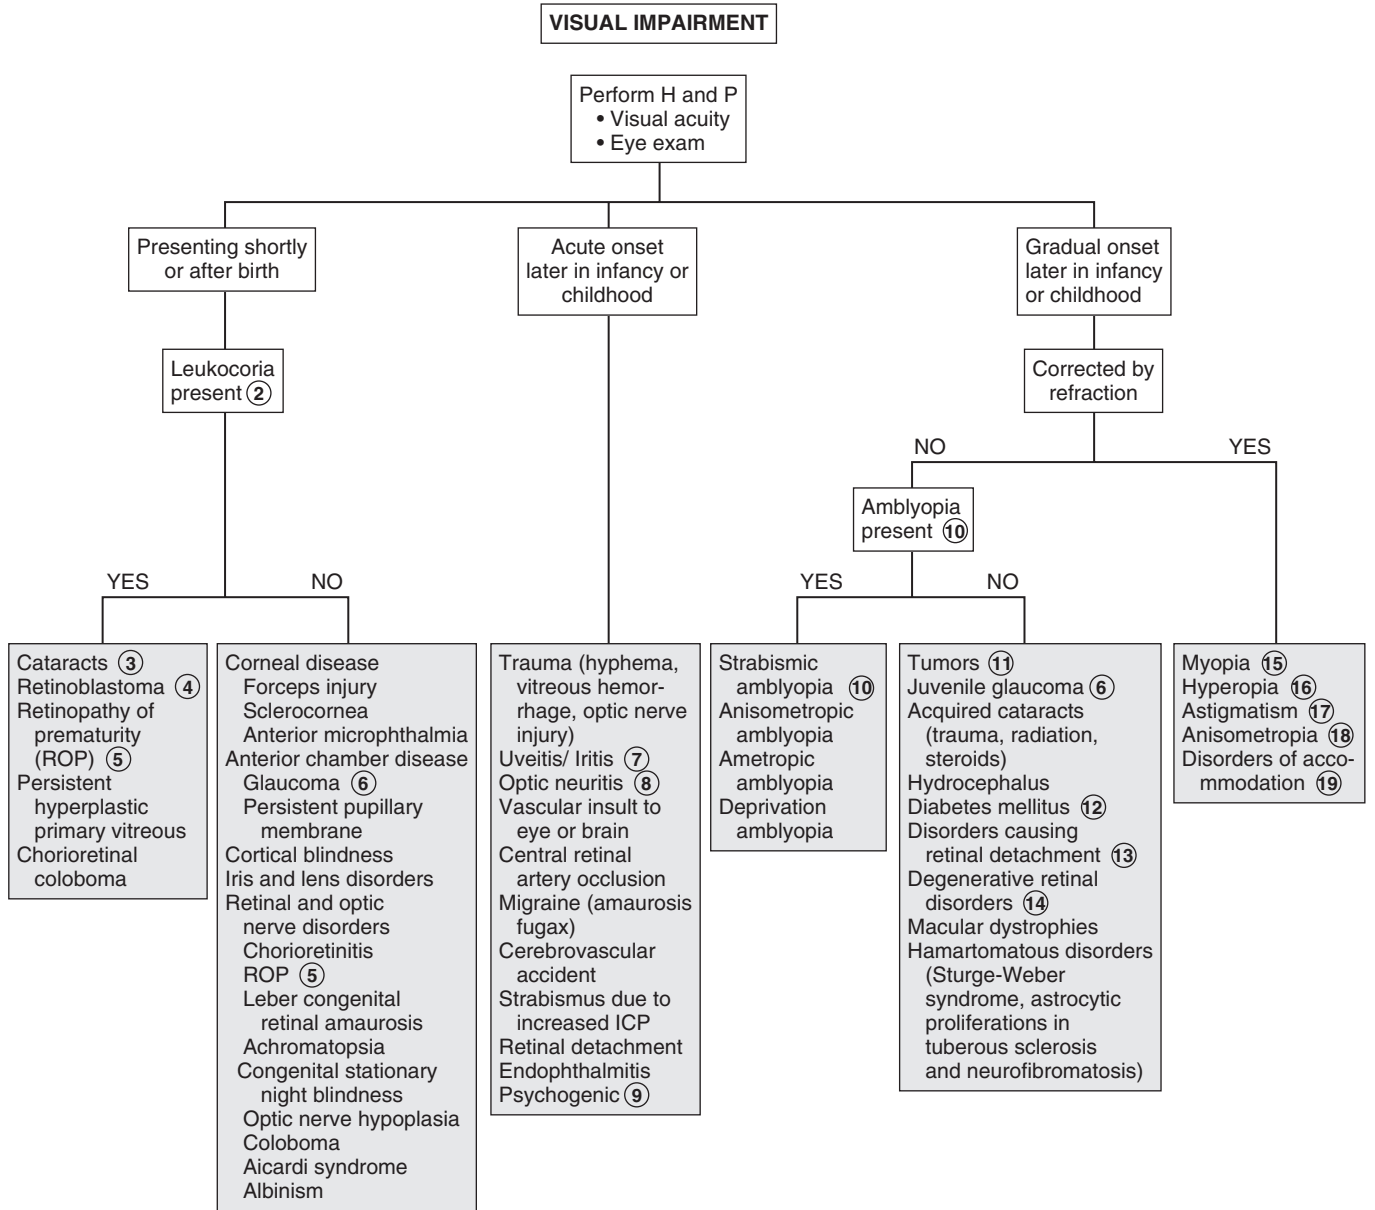 VISUAL IMPAIRMENT
Perform H and P
• Visual acuity
• Eye exam
Presenting shortly
or after birth
Acute onset
later in infancy or
childhood
Gradual onset
later in infancy
or childhood
Leukocoria
present ②
Corrected by
refraction
NO
YES
Amblyopia
present ⑩
YES
NO
YES
NO
Cataracts ③
Retinoblastoma ④
Retinopathy of
prematurity
(ROP) ⑤
Persistent
hyperplastic
primary vitreous
Chorioretinal
coloboma
Corneal disease
Forceps injury
Sclerocornea
Anterior microphthalmia
Anterior chamber disease
Glaucoma ⑥
Persistent pupillary
membrane
Cortical blindness
Iris and lens disorders
Retinal and optic
nerve disorders
Chorioretinitis
ROP ⑤
Leber congenital
retinal amaurosis
Achromatopsia
Congenital stationary
night blindness
Optic nerve hypoplasia
Coloboma
Aicardi syndrome
Albinism
Trauma (hyphema,
vitreous hemor-
rhage, optic nerve
injury)
Uveitis/ Iritis ⑦
Optic neuritis ⑧
Vascular insult to
eye or brain
Central retinal
artery occlusion
Migraine (amaurosis
fugax)
Cerebrovascular
accident
Strabismus due to
increased ICP
Retinal detachment
Endophthalmitis
Psychogenic ⑨
Strabismic
amblyopia ⑩
Anisometropic
amblyopia
Ametropic
amblyopia
Deprivation
amblyopia
Tumors ⑪
Juvenile glaucoma ⑥
Acquired cataracts
(trauma, radiation,
steroids)
Hydrocephalus
Diabetes mellitus ⑫
Disorders causing
retinal detachment ⑬
Degenerative retinal
disorders ⑭
Macular dystrophies
Hamartomatous disorders
(Sturge-Weber
syndrome, astrocytic
proliferations in
tuberous sclerosis
and neurofibromatosis)
Myopia ⑮
Hyperopia ⑯
Astigmatism ⑰
Anisometropia ⑱
Disorders of acco-
mmodation ⑲